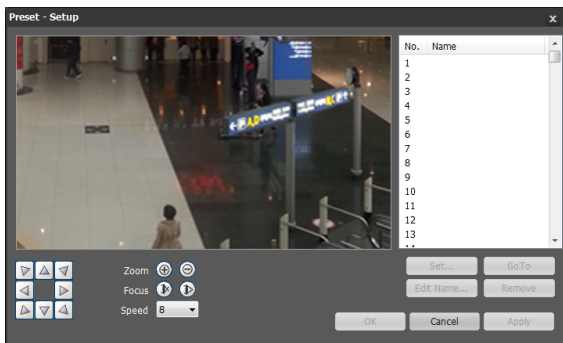 Preset - Setup
x
No. Name
1
2
3
4
5
6
7
8
9
10
11
12
13
Zoom
Focus
Speed 8
Set... GoTo
Edit Name... Remove
OK Cancel Apply